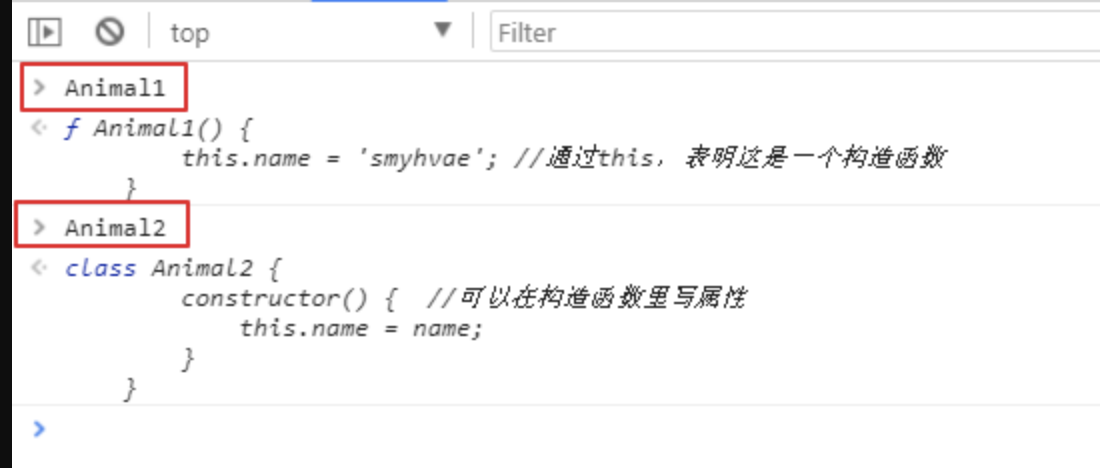 top Filter
> Animal1
f Animal1() {
this.name = 'smyhvae'; //通过this，表明这是一个构造函数
}
> Animal2
class Animal2 {
constructor() { //可以在构造函数里写属性
this.name = name;
}
}
>